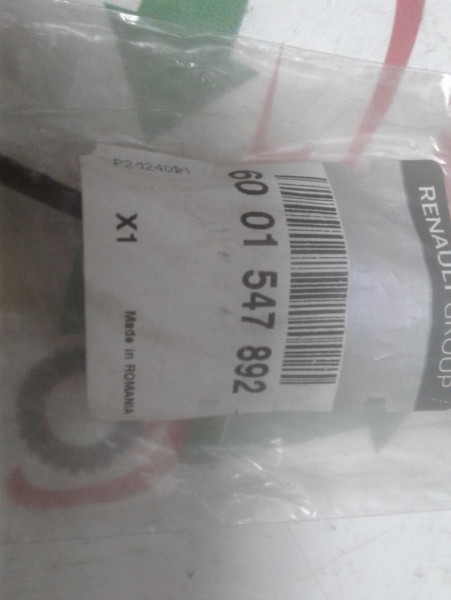 RENAULT GROUP
60 01 547 892
X1
Made in ROMANIA